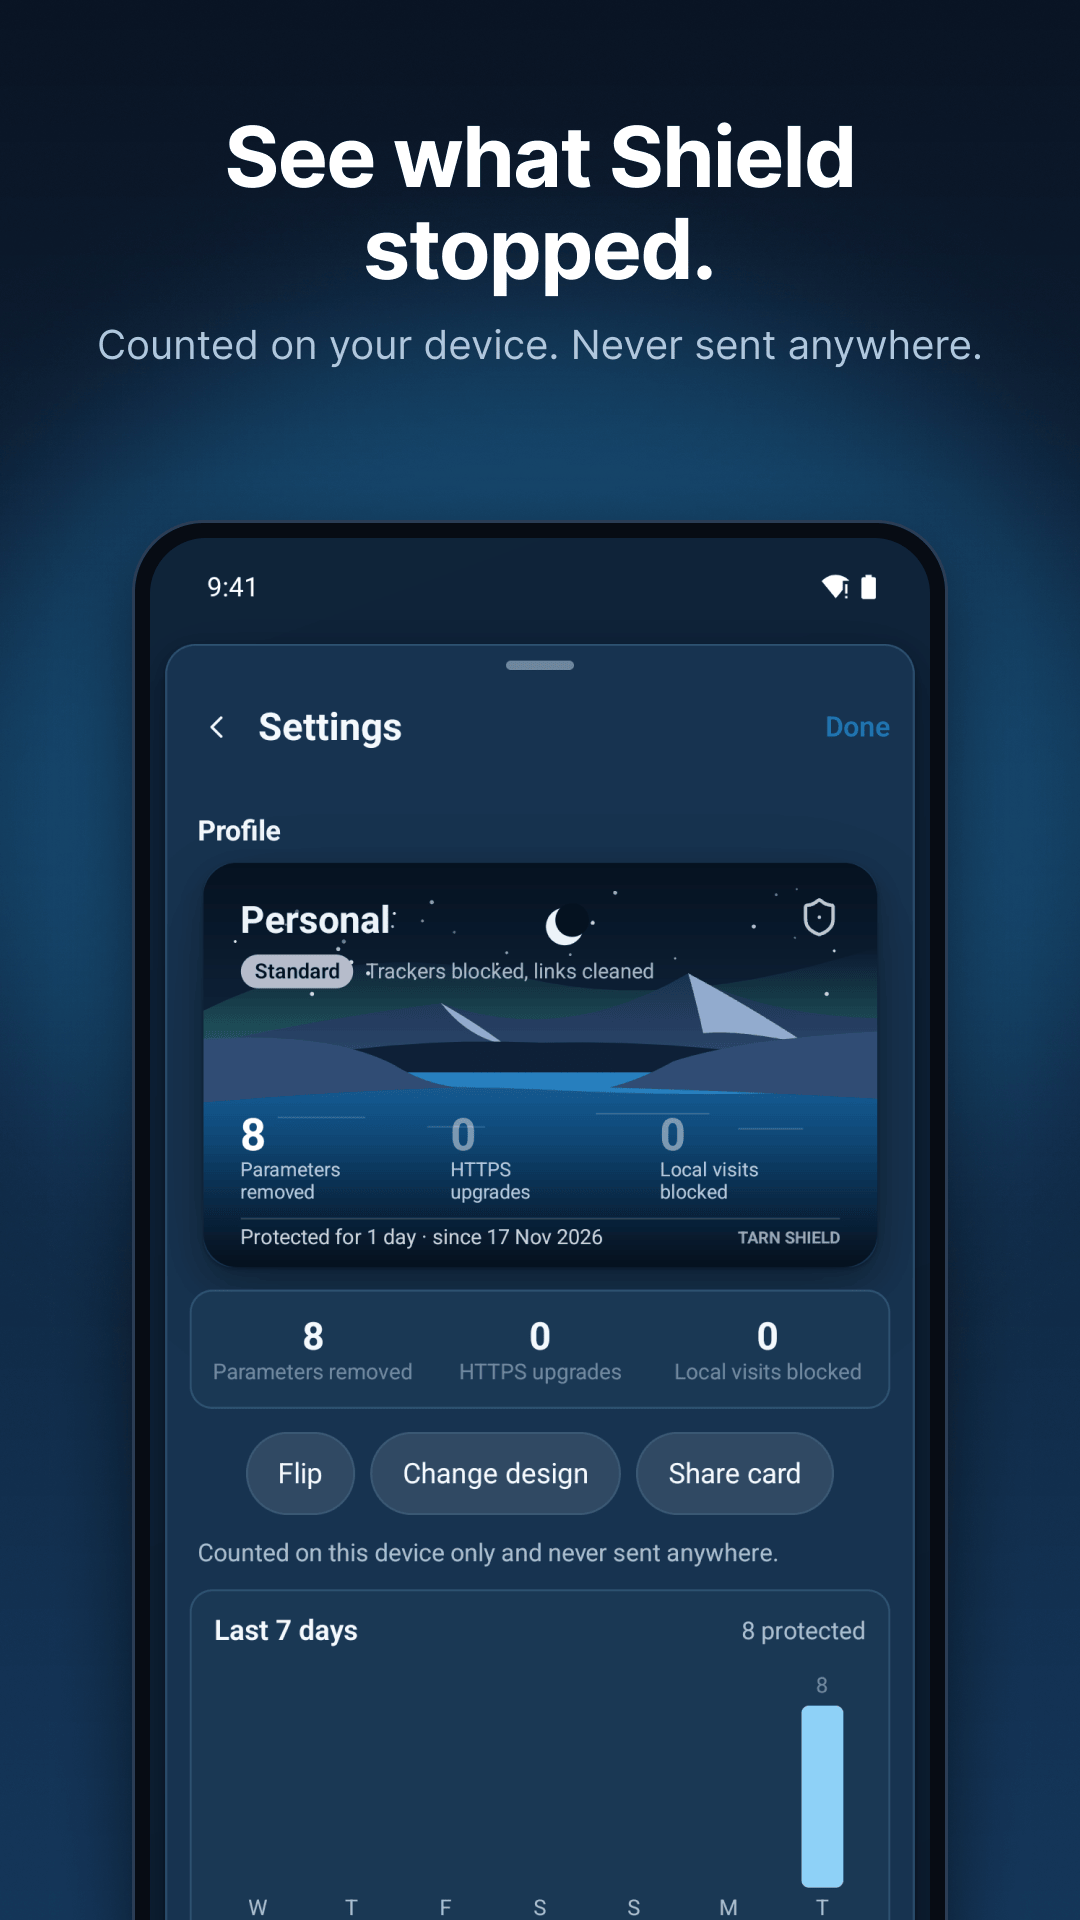 See what Shield
stopped.
Counted on your device. Never sent anywhere.
9:41
Settings
Done
Profile
Personal
Standard
Trackers blocked, links cleaned
8
0
0
Parameters
removed
HTTPS
upgrades
Local visits
blocked
Protected for 1 day · since 17 Nov 2026
TARN SHIELD
8
0
0
Parameters removed
HTTPS upgrades
Local visits blocked
Flip
Change design
Share card
Counted on this device only and never sent anywhere.
Last 7 days
8 protected
8
W T F S S M T